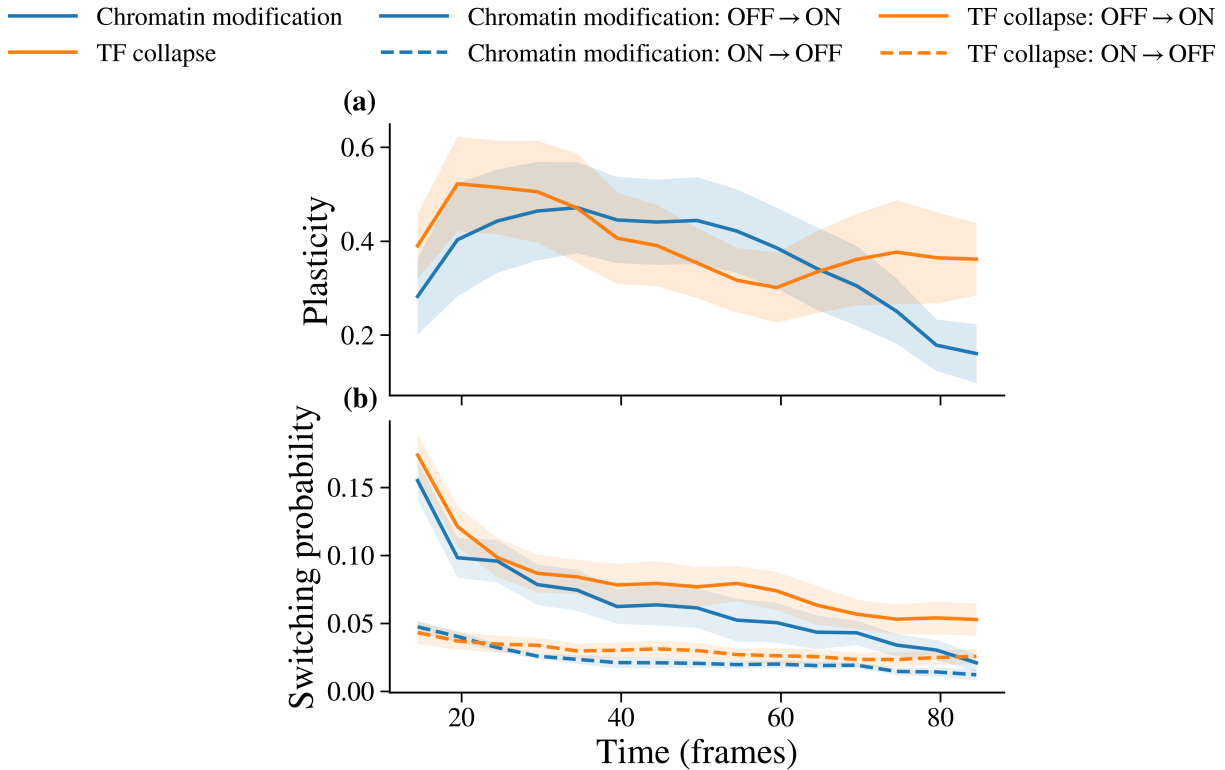 Chromatin modification
TF collapse
Chromatin modification: OFF→ON
Chromatin modification: ON→OFF
TF collapse: OFF→ON
TF collapse: ON→OFF
(a)
Plasticity
0.6
0.4
0.2
(b)
Switching probability
0.15
0.10
0.05
0.00
20 40 60 80
Time (frames)